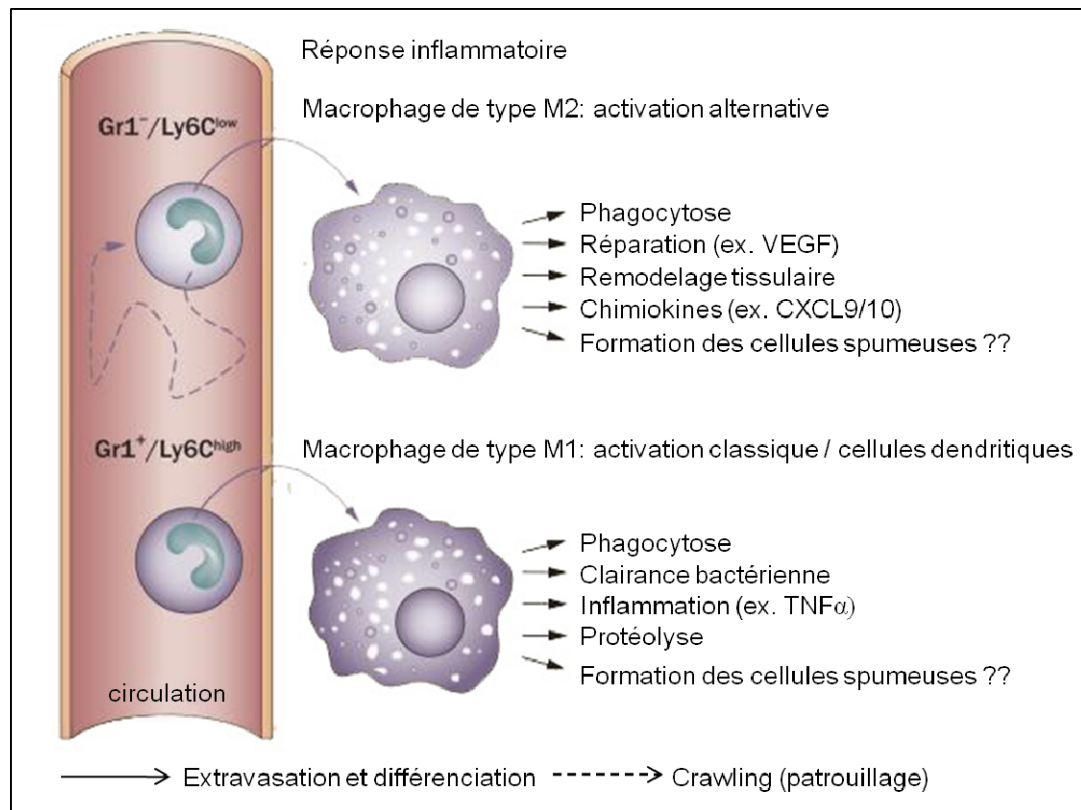 Réponse inflammatoire
Macrophage de type M2: activation alternative
Gr1⁻/Ly6Cˡᵒʷ
Phagocytose
Réparation (ex. VEGF)
Remodelage tissulaire
Chimiokines (ex. CXCL9/10)
Formation des cellules spumeuses ??
Gr1⁺/Ly6Cʰⁱᵍʰ
Macrophage de type M1: activation classique / cellules dendritiques
Phagocytose
Clairance bactérienne
Inflammation (ex. TNFα)
Protéolyse
Formation des cellules spumeuses ??
circulation
Extravasation et différenciation
Crawling (patrouillage)